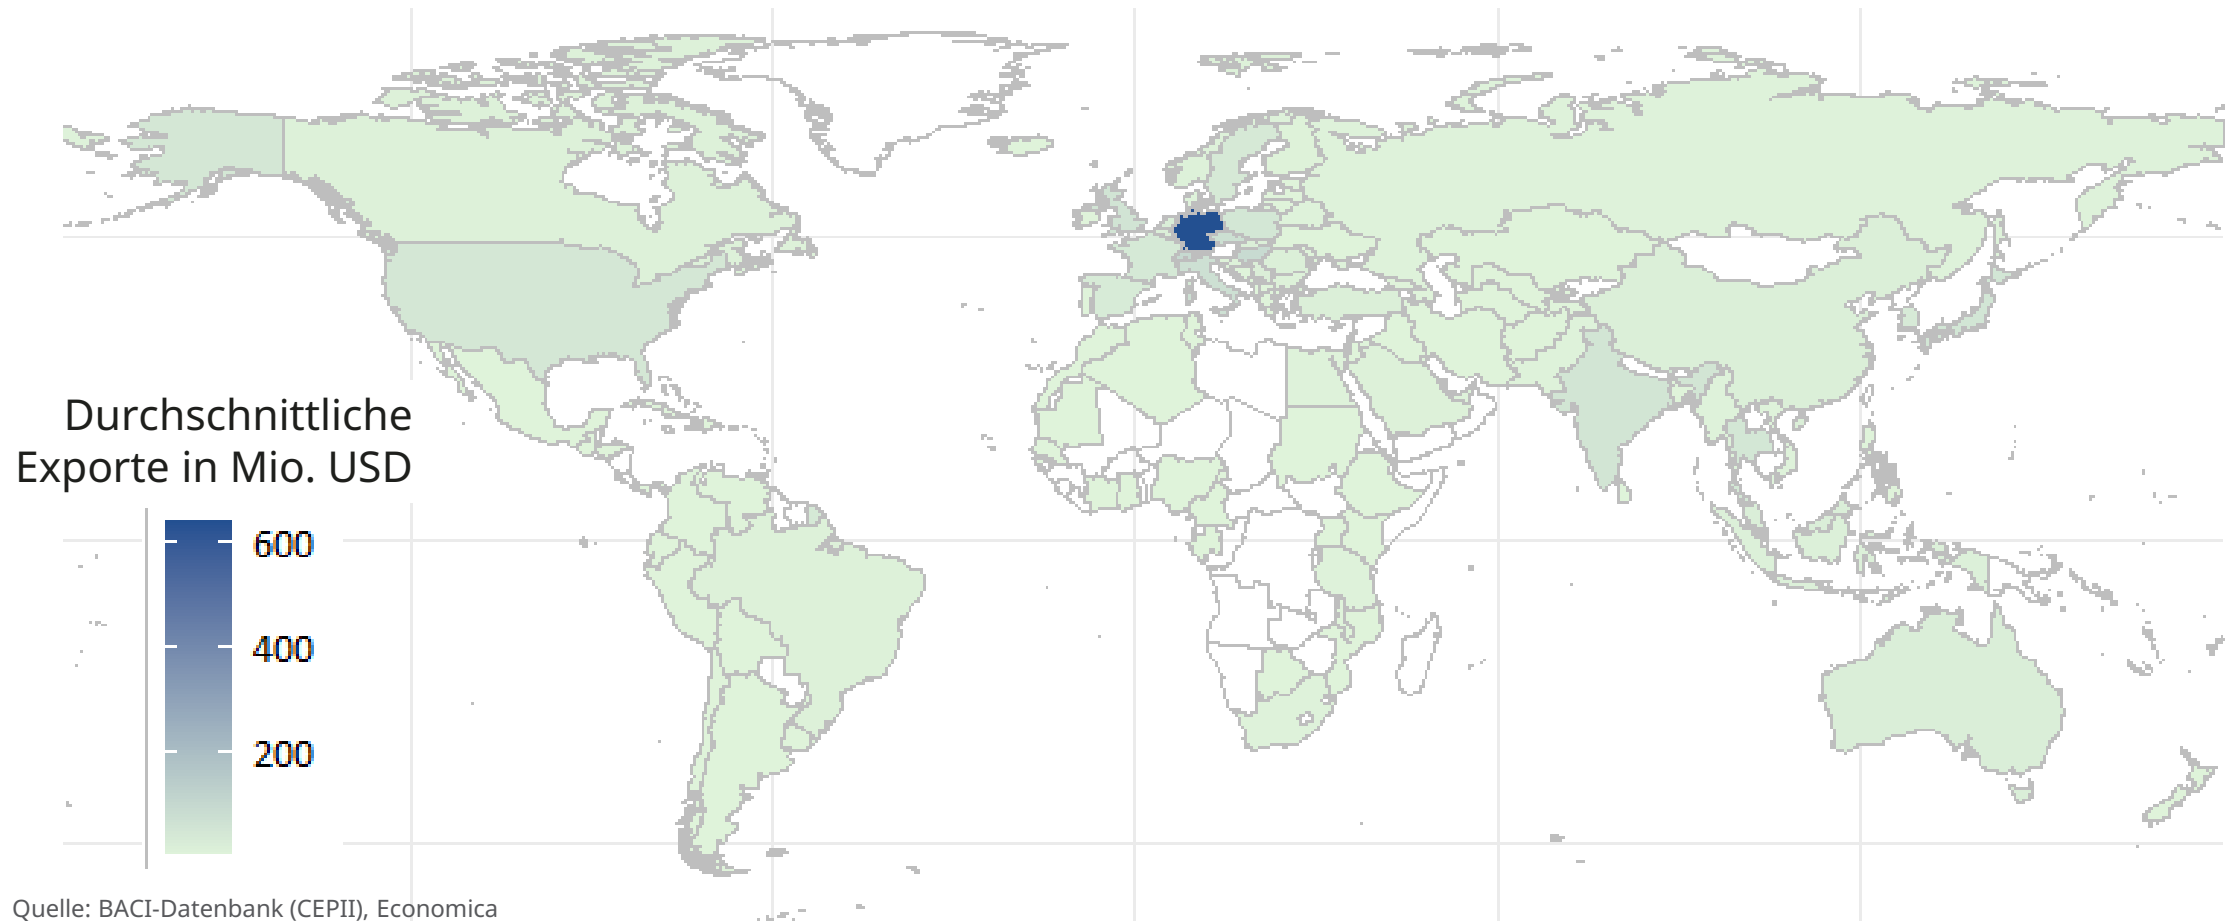 Durchschnittliche
Exporte in Mio. USD
600
400
200
Quelle: BACI-Datenbank (CEPII), Economica